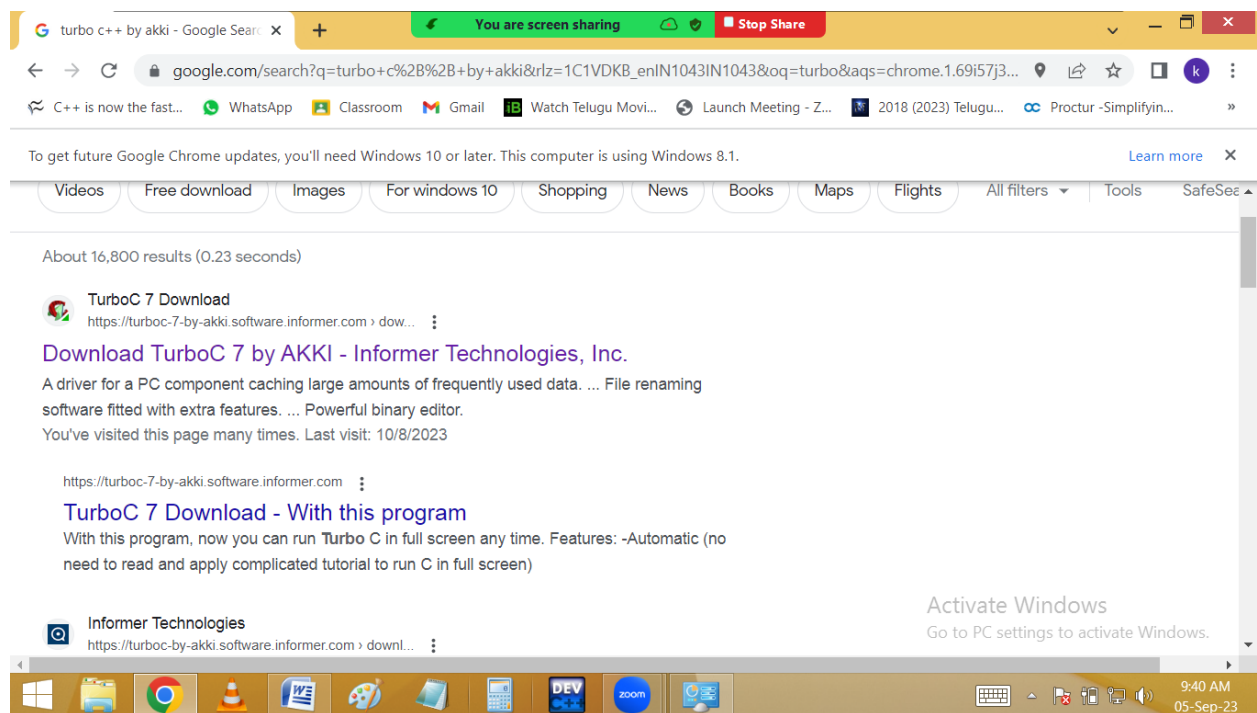 turbo c++ by akki - Google Searc
You are screen sharing
Stop Share
google.com/search?q=turbo+c%2B%2B+by+akki&rlz=1C1VDKB_enIN1043IN1043&oq=turbo&aqs=chrome.1.69i57j3...
k
C++ is now the fast...
WhatsApp
Classroom
Gmail
iB
Watch Telugu Movi...
Launch Meeting - Z...
2018 (2023) Telugu...
Proctur -Simplifyin...
»
To get future Google Chrome updates, you'll need Windows 10 or later. This computer is using Windows 8.1.
Learn more
Videos
Free download
Images
For windows 10
Shopping
News
Books
Maps
Flights
All filters
Tools
SafeSea
About 16,800 results (0.23 seconds)
TurboC 7 Download
https://turboc-7-by-akki.software.informer.com › dow...
Download TurboC 7 by AKKI - Informer Technologies, Inc.
A driver for a PC component caching large amounts of frequently used data. ... File renaming
software fitted with extra features. ... Powerful binary editor.
You've visited this page many times. Last visit: 10/8/2023
https://turboc-7-by-akki.software.informer.com
TurboC 7 Download - With this program
With this program, now you can run Turbo C in full screen any time. Features: -Automatic (no
need to read and apply complicated tutorial to run C in full screen)
Informer Technologies
https://turboc-by-akki.software.informer.com › downl...
Activate Windows
Go to PC settings to activate Windows.
W
DEV
C++
zoom
9:40 AM
05-Sep-23